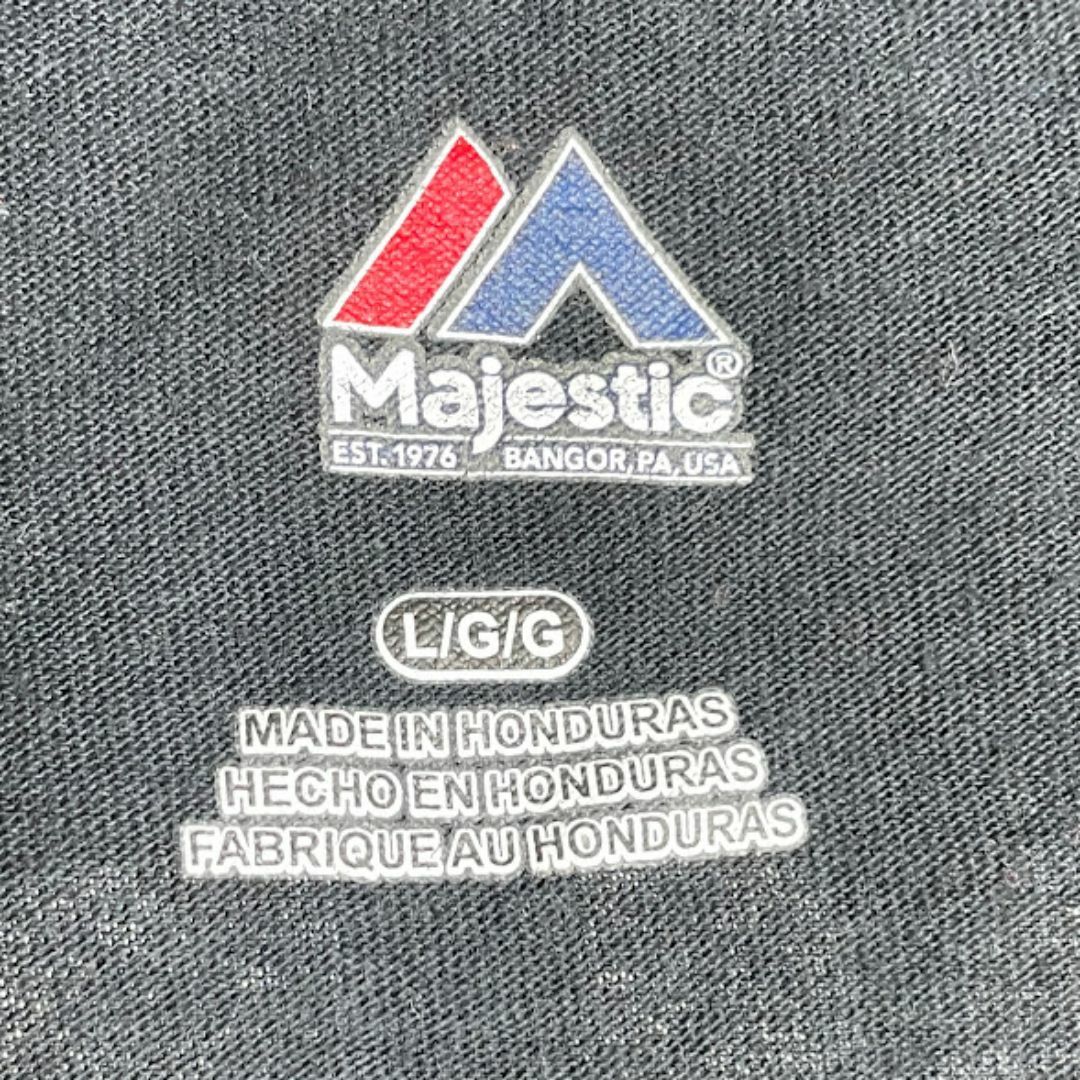 Majestic®
EST. 1976 BANGOR, PA, USA
L/G/G
MADE IN HONDURAS
HECHO EN HONDURAS
FABRIQUE AU HONDURAS